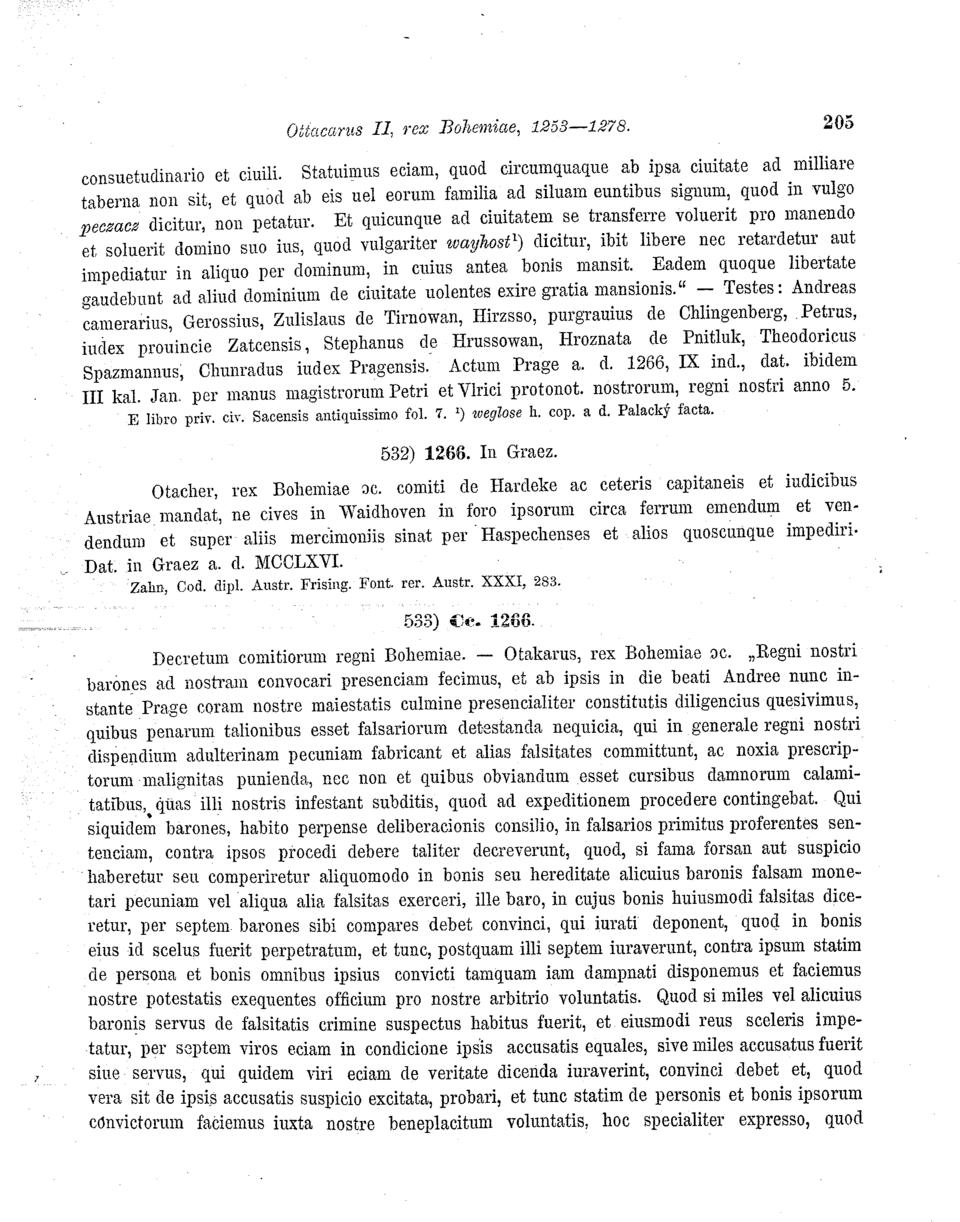 Ottacarus II, rex Bohemiae, 1253—1278. 205
consuetudinario et ciuili. Statuimus eciam, quod circumquaque ab ipsa ciuitate ad milliare
taberna non sit, et quod ab eis uel eorum familia ad siluam euntibus signum, quod in vulgo
peczacz dicitur, non petatur. Et quicunque ad ciuitatem se transferre voluerit pro manendo
et soluerit domino suo ius, quod vulgariter wayhost¹) dicitur, ibit libere nec retardetur aut
impediatur in aliquo per dominum, in cuius antea bonis mansit. Eadem quoque libertate
gaudebunt ad aliud dominium de ciuitate uolentes exire gratia mansionis.“ — Testes: Andreas
camerarius, Gerossius, Zulislaus de Tirnowan, Hirzsso, purgrauius de Chlingenberg, Petrus,
iudex prouincie Zatcensis, Stephanus de Hrussowan, Hroznata de Pnitluk, Theodoricus
Spazmannus, Chunradus iudex Pragensis. Actum Prage a. d. 1266, IX ind., dat. ibidem
III kal. Jan. per manus magistrorum Petri et Vlrici protonot. nostrorum, regni nostri anno 5.
E libro priv. civ. Sacensis antiquissimo fol. 7. ¹) weglose h. cop. a d. Palacký facta.
532) 1266. In Graez.
Otacher, rex Bohemiae ɔc. comiti de Hardeke ac ceteris capitaneis et iudicibus
Austriae mandat, ne cives in Waidhoven in foro ipsorum circa ferrum emendum et ven-
dendum et super aliis mercimoniis sinat per Haspechenses et alios quoscunque impediri.
Dat. in Graez a. d. MCCLXVI.
Zahn, Cod. dipl. Austr. Frising. Font. rer. Austr. XXXI, 283.
533) Cc. 1266.
Decretum comitiorum regni Bohemiae. — Otakarus, rex Bohemiae ɔc. „Regni nostri
barones ad nostram convocari presenciam fecimus, et ab ipsis in die beati Andree nunc in-
stante Prage coram nostre maiestatis culmine presencialiter constitutis diligencius quesivimus,
quibus penarum talionibus esset falsariorum detestanda nequicia, qui in generale regni nostri
dispendium adulterinam pecuniam fabricant et alias falsitates committunt, ac noxia prescrip-
torum malignitas punienda, nec non et quibus obviandum esset cursibus damnorum calami-
tatibus, quas illi nostris infestant subditis, quod ad expeditionem procedere contingebat. Qui
siquidem barones, habito perpense deliberacionis consilio, in falsarios primitus proferentes sen-
tenciam, contra ipsos procedi debere taliter decreverunt, quod, si fama forsan aut suspicio
haberetur seu comperiretur aliquomodo in bonis seu hereditate alicuius baronis falsam mone-
tari pecuniam vel aliqua alia falsitas exerceri, ille baro, in cujus bonis huiusmodi falsitas dice-
retur, per septem barones sibi compares debet convinci, qui iurati deponent, quod in bonis
eius id scelus fuerit perpetratum, et tunc, postquam illi septem iuraverunt, contra ipsum statim
de persona et bonis omnibus ipsius convicti tamquam iam dampnati disponemus et faciemus
nostre potestatis exequentes officium pro nostre arbitrio voluntatis. Quod si miles vel alicuius
baronis servus de falsitatis crimine suspectus habitus fuerit, et eiusmodi reus sceleris impe-
tatur, per septem viros eciam in condicione ipsis accusatis equales, sive miles accusatus fuerit
siue servus, qui quidem viri eciam de veritate dicenda iuraverint, convinci debet et, quod
vera sit de ipsis accusatis suspicio excitata, probari, et tunc statim de personis et bonis ipsorum
convictorum faciemus iuxta nostre beneplacitum voluntatis, hoc specialiter expresso, quod